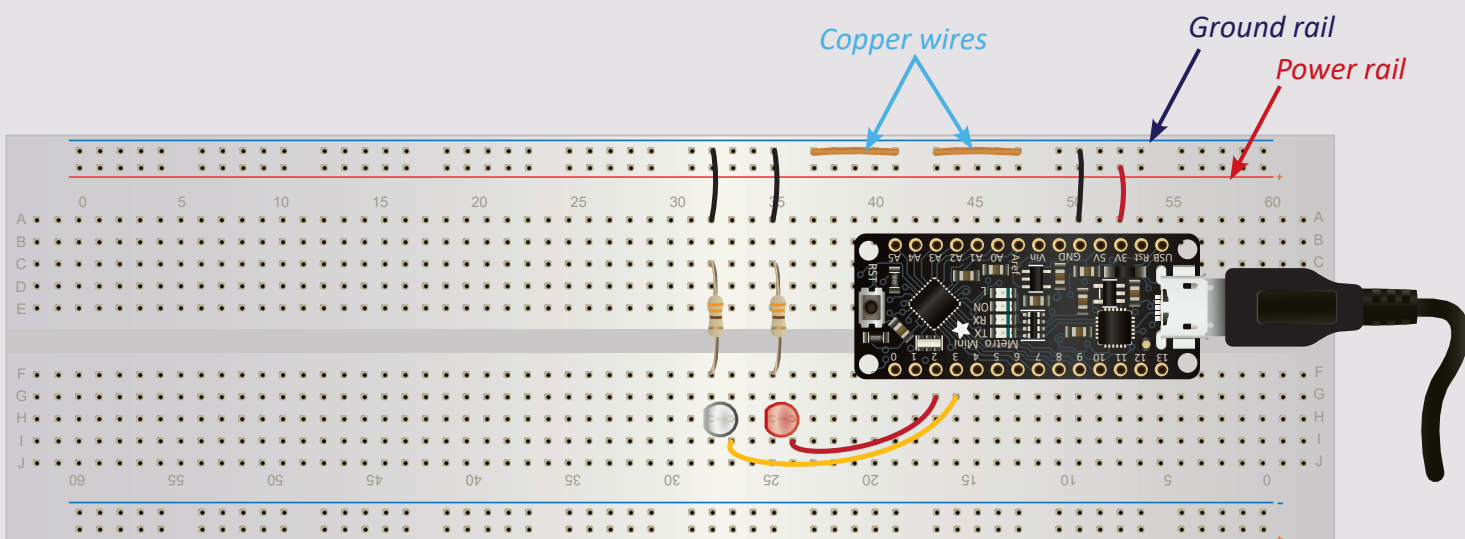 Ground rail
Copper wires
Power rail
+
0 5 10 15 20 25 30 35 40 45 50 55 60
A A
B B
C C
D
E E
RST
A5 A4 A3 A2 A1 A0 Aref Vin GND 5V 3V Rst USB
L
ON
RX
TX
Metro Mini
0 1 2 3 4 5 6 7 8 9 10 11 12 13
F F
G G
H H
I I
J J
60 55 50 45 40 35 30 25 20 15 10 5 0
-
+